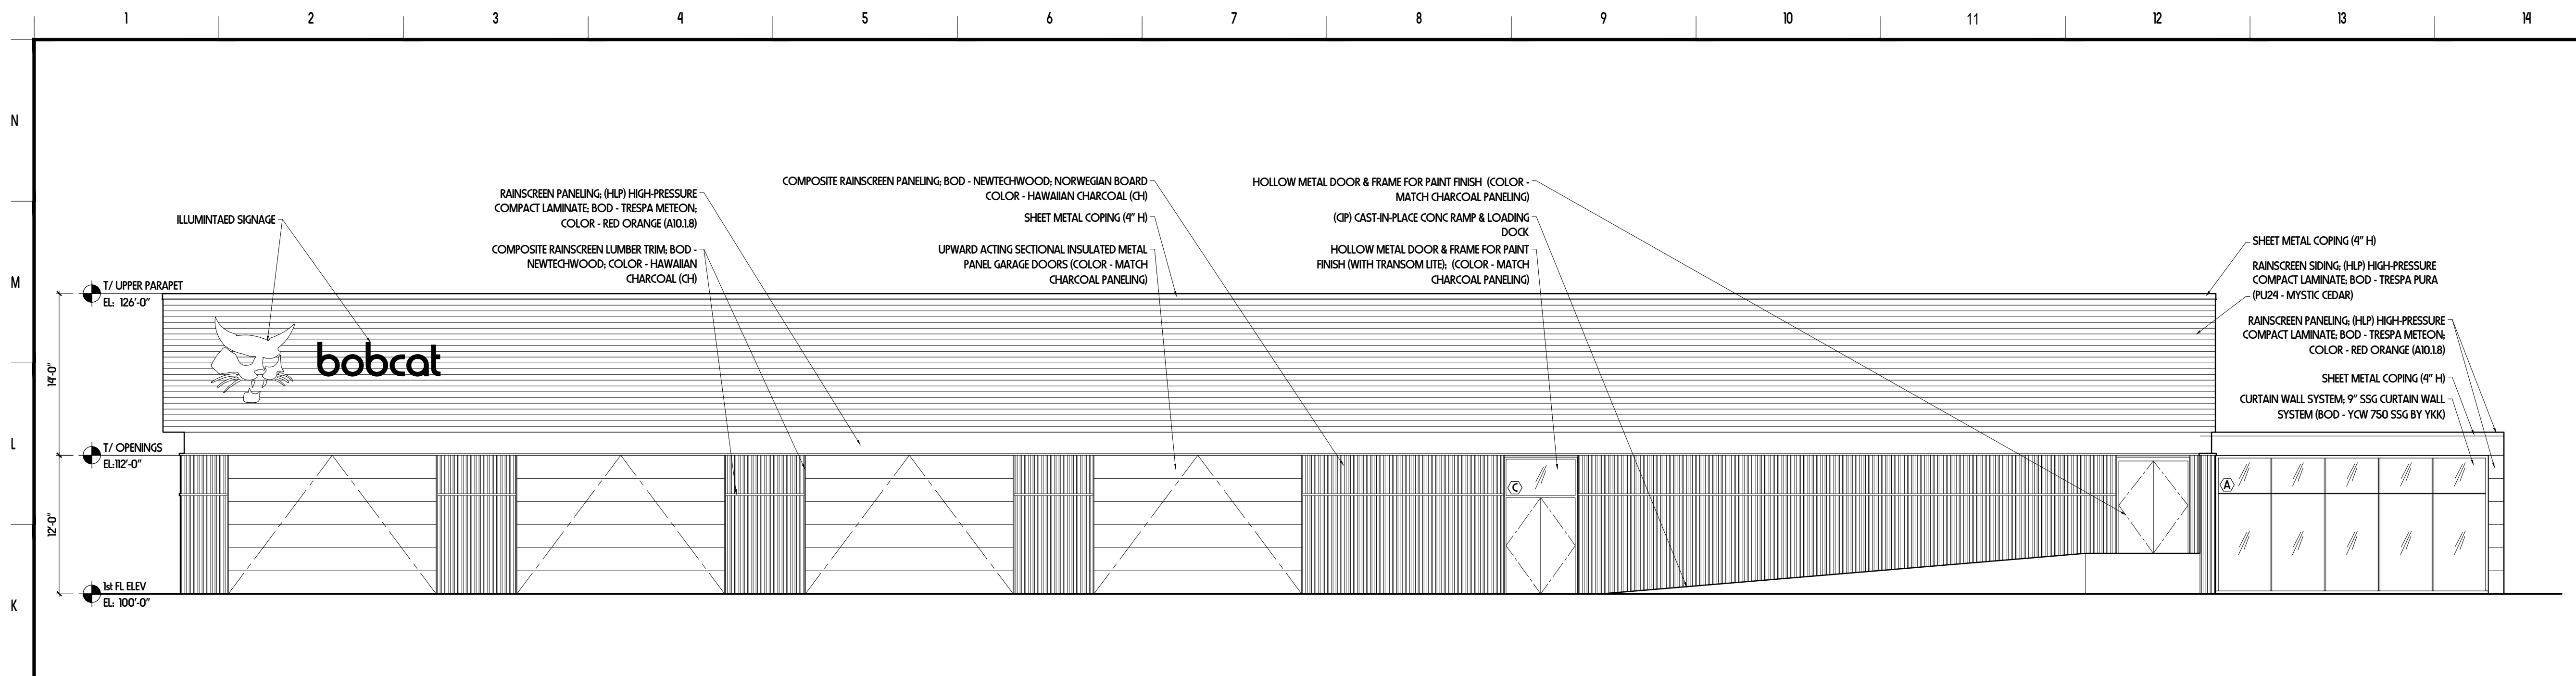 1 2 3 4 5 6 7 8 9 10 11 12 13 14
N
M
L
K
ILLUMINTAED SIGNAGE
RAINSCREEN PANELING; (HLP) HIGH-PRESSURE
COMPACT LAMINATE; BOD - TRESPA METEON;
COLOR - RED ORANGE (A10.1.8)
COMPOSITE RAINSCREEN LUMBER TRIM; BOD -
NEWTECHWOOD; COLOR - HAWAIIAN
CHARCOAL (CH)
COMPOSITE RAINSCREEN PANELING; BOD - NEWTECHWOOD; NORWEGIAN BOARD
COLOR - HAWAIIAN CHARCOAL (CH)
SHEET METAL COPING (4" H)
UPWARD ACTING SECTIONAL INSULATED METAL
PANEL GARAGE DOORS (COLOR - MATCH
CHARCOAL PANELING)
HOLLOW METAL DOOR & FRAME FOR PAINT FINISH (COLOR -
MATCH CHARCOAL PANELING)
(CIP) CAST-IN-PLACE CONC RAMP & LOADING
DOCK
HOLLOW METAL DOOR & FRAME FOR PAINT
FINISH (WITH TRANSOM LITE); (COLOR - MATCH
CHARCOAL PANELING)
SHEET METAL COPING (4" H)
RAINSCREEN SIDING; (HLP) HIGH-PRESSURE
COMPACT LAMINATE; BOD - TRESPA PURA
(PU24 - MYSTIC CEDAR)
RAINSCREEN PANELING; (HLP) HIGH-PRESSURE
COMPACT LAMINATE; BOD - TRESPA METEON;
COLOR - RED ORANGE (A10.1.8)
SHEET METAL COPING (4" H)
CURTAIN WALL SYSTEM; 9" SSG CURTAIN WALL
SYSTEM (BOD - YCW 750 SSG BY YKK)
T/ UPPER PARAPET
EL: 126'-0"
14'-0"
bobcat
T/ OPENINGS
EL:112'-0"
12'-0"
C
A
1st FL ELEV
EL: 100'-0"